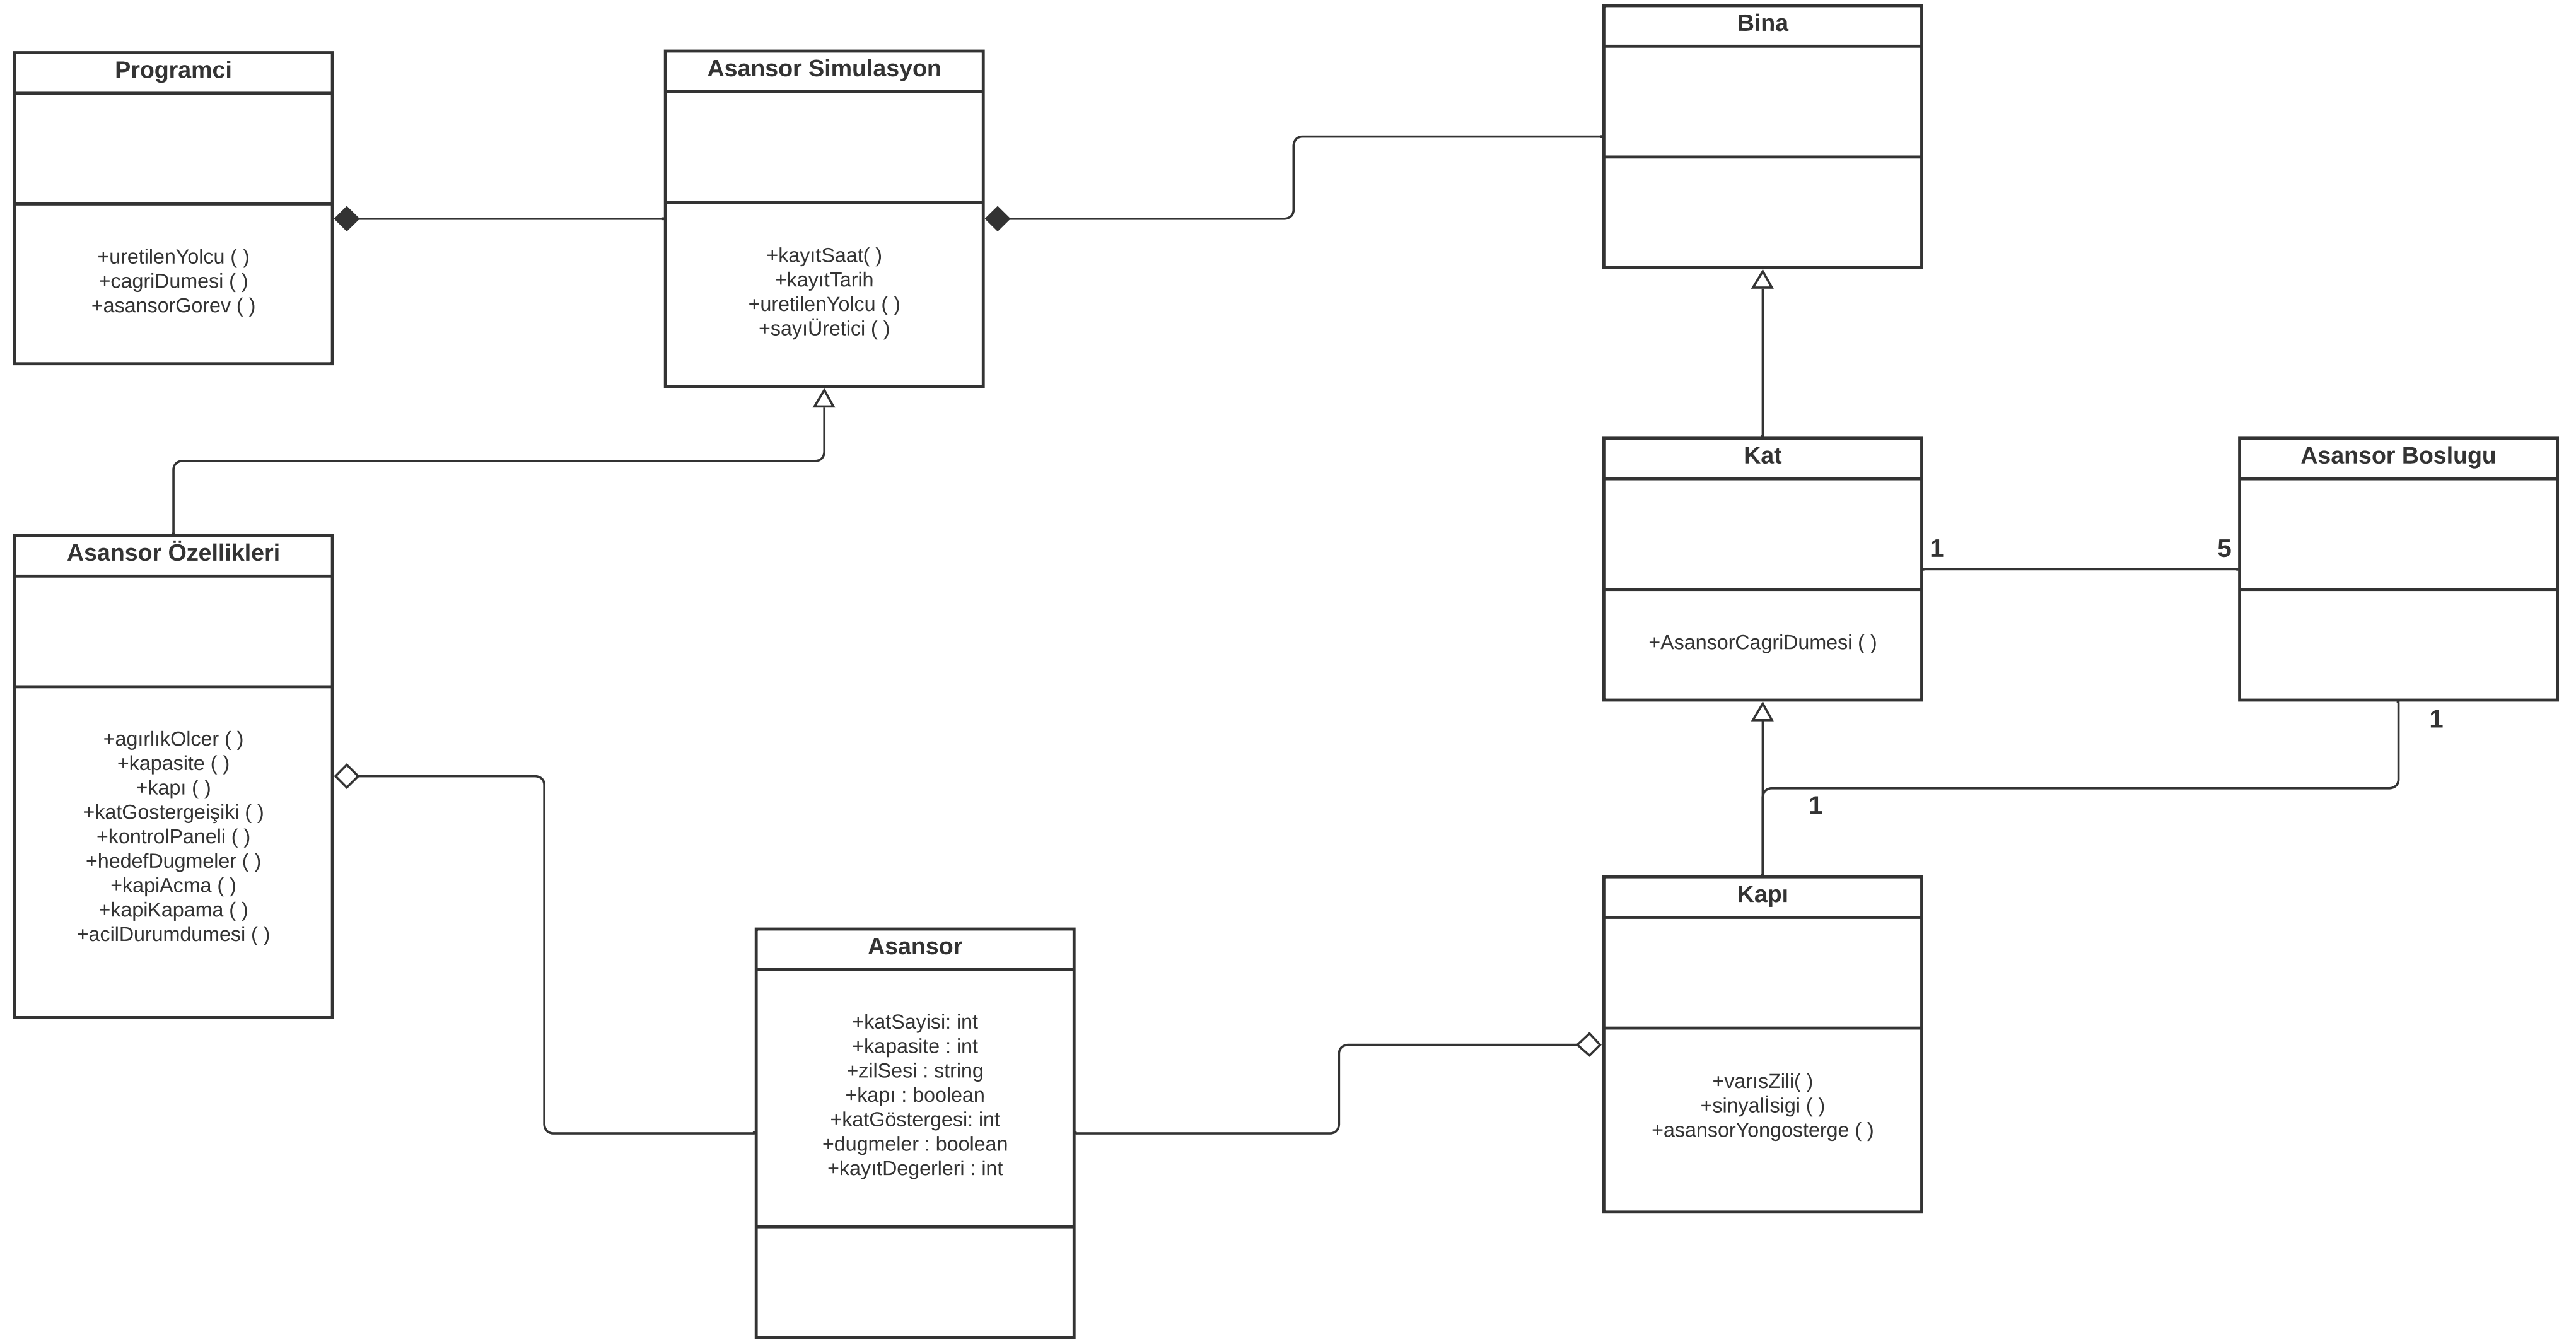 Programci
+uretilenYolcu ( )
+cagriDumesi ( )
+asansorGorev ( )
Asansor Simulasyon
+kayıtSaat( )
+kayıtTarih
+uretilenYolcu ( )
+sayıÜretici ( )
Bina
Asansor Özellikleri
+agırlıkOlcer ( )
+kapasite ( )
+kapı ( )
+katGostergeişiki ( )
+kontrolPaneli ( )
+hedefDugmeler ( )
+kapiAcma ( )
+kapiKapama ( )
+acilDurumdumesi ( )
Kat
+AsansorCagriDumesi ( )
1
5
Asansor Boslugu
1
1
Asansor
+katSayisi: int
+kapasite : int
+zilSesi : string
+kapı : boolean
+katGöstergesi: int
+dugmeler : boolean
+kayıtDegerleri : int
Kapı
+varısZili( )
+sinyalİsigi ( )
+asansorYongosterge ( )